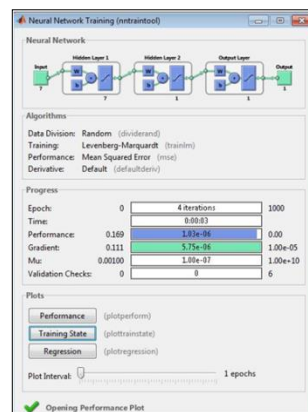 Neural Network Training (nntraintool)
Neural Network
Hidden Layer 1 Hidden Layer 2 Output Layer
Input Output
W W W
b b b
7 1
7 1 1
Algorithms
Data Division: Random (dividerand)
Training: Levenberg-Marquardt (trainlm)
Performance: Mean Squared Error (mse)
Derivative: Default (defaultderiv)
Progress
Epoch: 0 4 iterations 1000
Time: 0:00:03
Performance: 0.169 1.03e-06 0.00
Gradient: 0.111 5.75e-06 1.00e-05
Mu: 0.00100 1.00e-07 1.00e+10
Validation Checks: 0 0 6
Plots
Performance (plotperform)
Training State (plottrainstate)
Regression (plotregression)
Plot Interval: 1 epochs
Opening Performance Plot